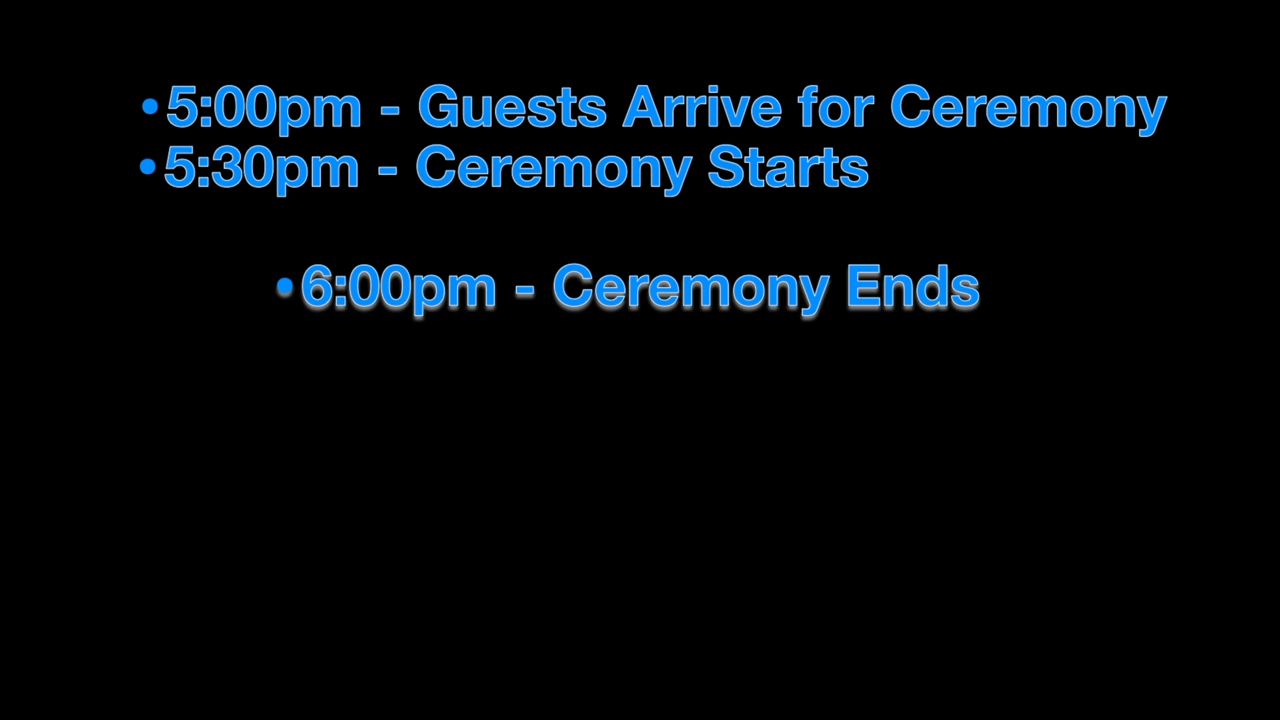 •5:00pm - Guests Arrive for Ceremony
•5:30pm - Ceremony Starts
•6:00pm - Ceremony Ends